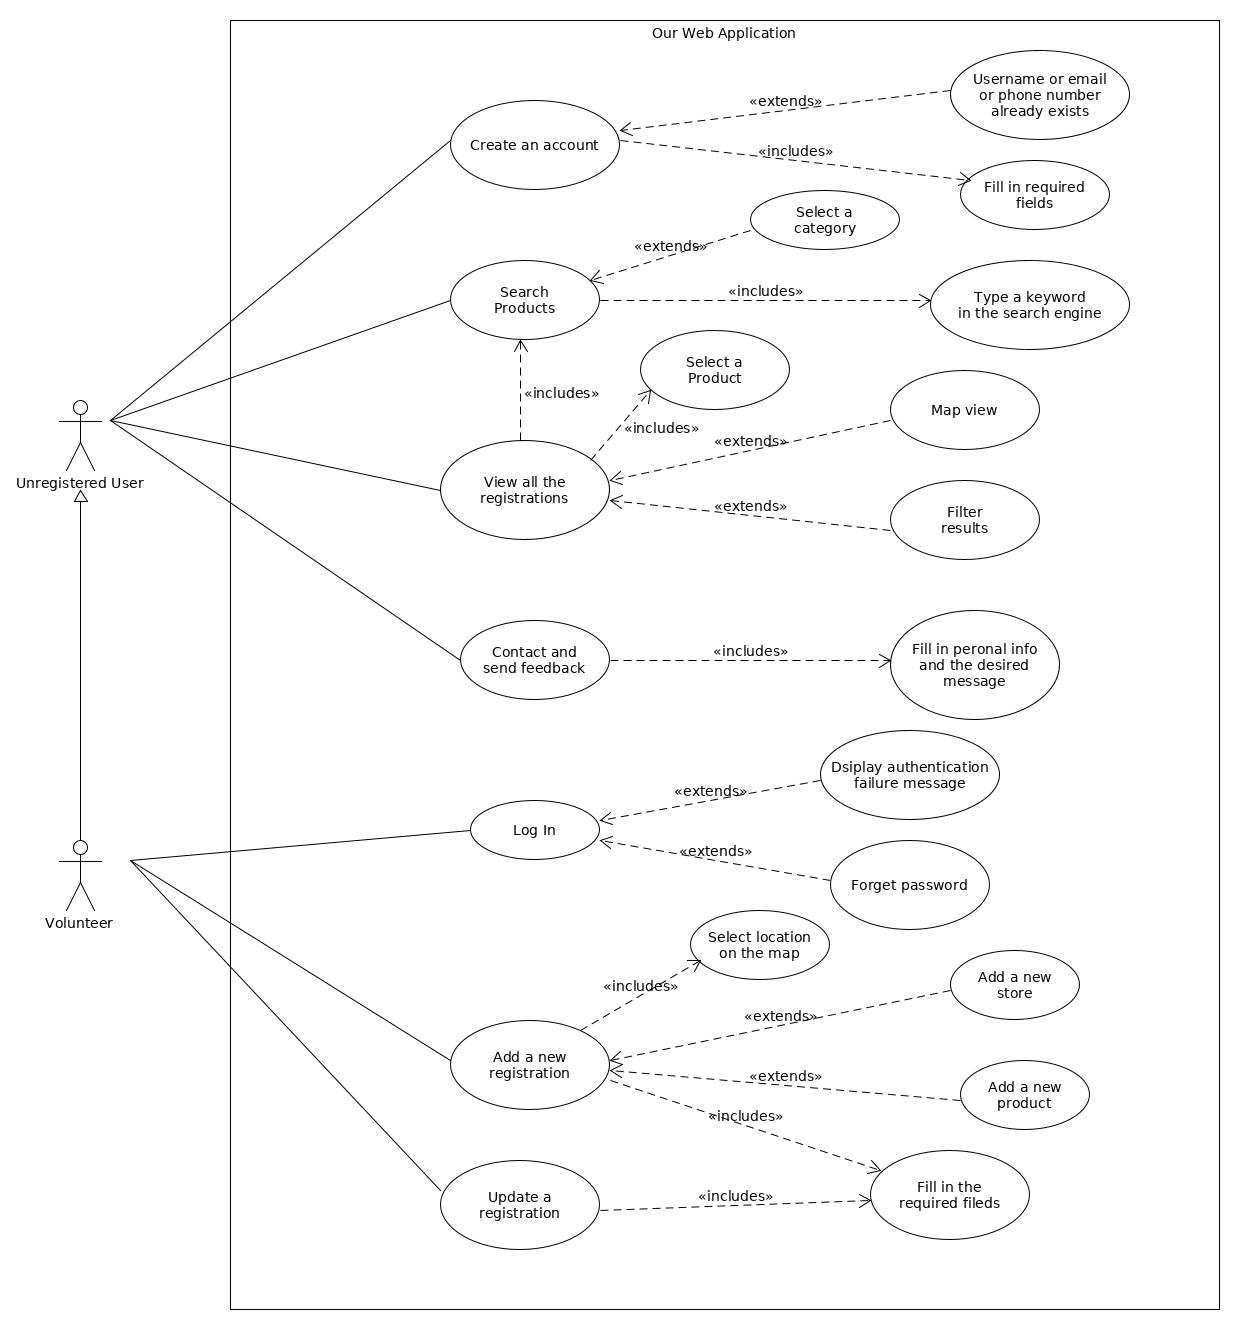 Our Web Application
Username or email
or phone number
already exists
«extends»
Create an account
«includes»
Fill in required
fields
Select a
category
«extends»
Search
Products
«includes»
Type a keyword
in the search engine
Select a
Product
«includes»
«includes»
Map view
«extends»
View all the
registrations
«extends»
Filter
results
Unregistered User
Contact and
send feedback
«includes»
Fill in peronal info
and the desired
message
Dsiplay authentication
failure message
«extends»
Log In
«extends»
Forget password
Volunteer
Select location
on the map
«includes»
Add a new
store
«extends»
Add a new
registration
«extends»
Add a new
product
«includes»
Update a
registration
«includes»
Fill in the
required fileds